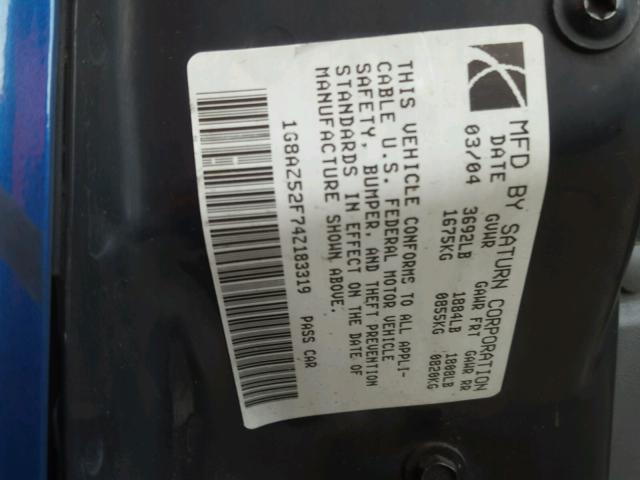 MFD BY SATURN CORPORATION
DATE GVWR GAWR FRT GAWR RR
03/04 3692LB 1884LB 1808LB
1675KG 0855KG 0820KG
THIS VEHICLE CONFORMS TO ALL APPLI-
CABLE U.S. FEDERAL MOTOR VEHICLE
SAFETY, BUMPER, AND THEFT PREVENTION
STANDARDS IN EFFECT ON THE DATE OF
MANUFACTURE SHOWN ABOVE.
1G8AZ52F74Z183319 PASS CAR